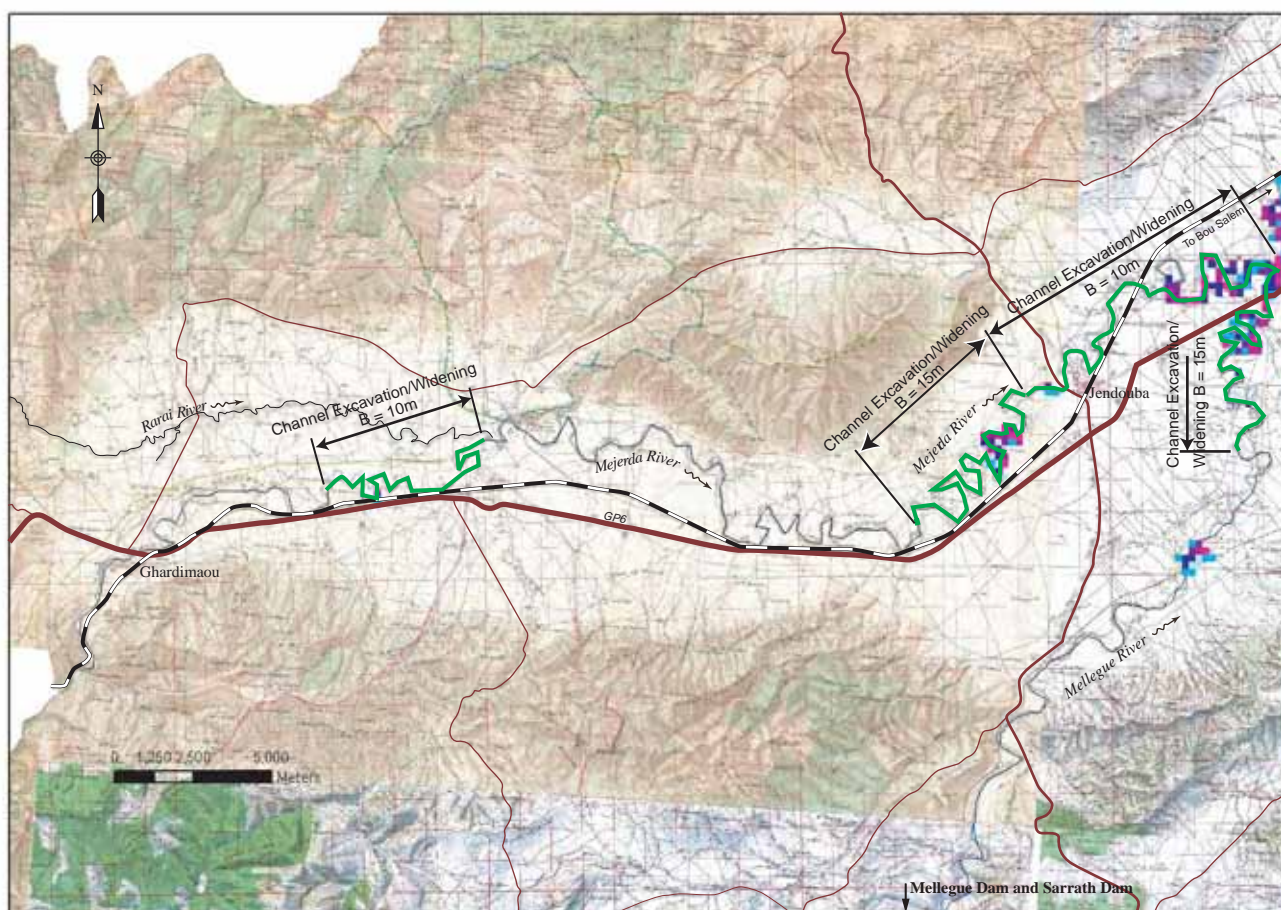 N
To Bou Salem
Channel Excavation/Widening
B = 10m
Channel Excavation/Widening
B = 15m
Channel Excavation/
Widening B = 15m
Mejerda River
Jendouba
Rarai River
Channel Excavation/Widening
B = 10m
Mejerda River
GP6
Ghardimaou
Mellegue River
0 1,250 2,500 5,000
Meters
Mellegue Dam and Sarrath Dam